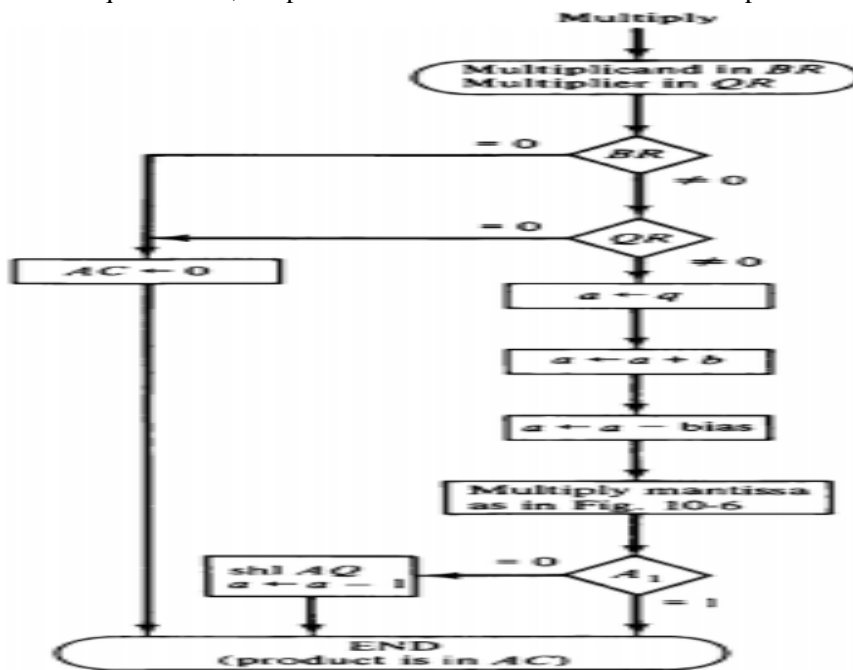 Multiply
Multiplicand in BR
Multiplier in QR
= 0
BR
≠ 0
= 0
QR
≠ 0
AC ← 0
a ← q
a ← a + b
a ← a − bias
Multiply mantissa
as in Fig. 10-6
= 0
A₁
= 1
shl AQ
a ← a − 1
END
(product is in AC)